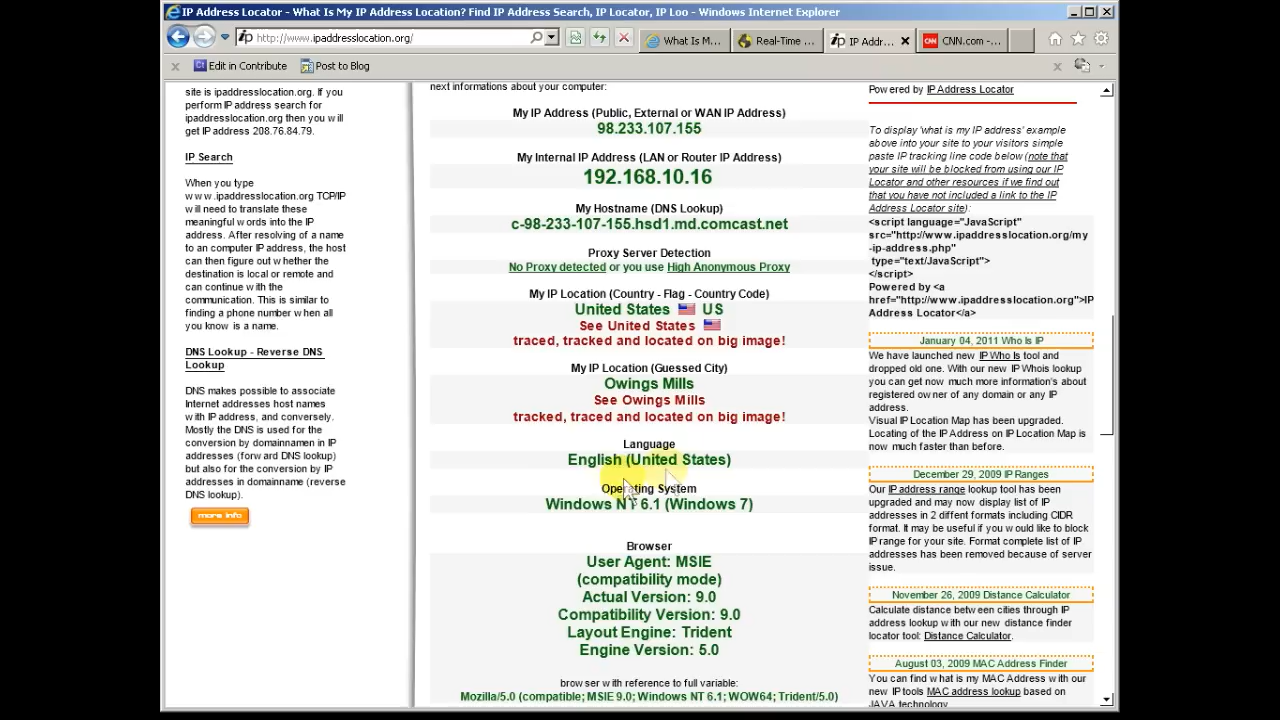 IP Address Locator - What Is My IP Address Location? Find IP Address Search, IP Locator, IP Loo - Windows Internet Explorer
http://www.ipaddresslocation.org/
What Is M...
Real-Time ...
IP Addr...
CNN.com -...
Edit in Contribute
Post to Blog
site is ipaddresslocation.org. If you
perform IP address search for
ipaddresslocation.org then you will
get IP address 208.76.84.79.
IP Search
When you type
www.ipaddresslocation.org TCP/IP
will need to translate these
meaningful words into the IP
address. After resolving of a name
to an computer IP address, the host
can then figure out whether the
destination is local or remote and
can continue with the
communication. This is similar to
finding a phone number when all
you know is a name.
DNS Lookup - Reverse DNS
Lookup
DNS makes possible to associate
Internet addresses host names
with IP address, and conversely.
Mostly the DNS is used for the
conversion by domainnamen in IP
addresses (forward DNS lookup)
but also for the conversion by IP
addresses in domainname (reverse
DNS lookup).
more info
next informations about your computer:
My IP Address (Public, External or WAN IP Address)
98.233.107.155
My Internal IP Address (LAN or Router IP Address)
192.168.10.16
My Hostname (DNS Lookup)
c-98-233-107-155.hsd1.md.comcast.net
Proxy Server Detection
No Proxy detected or you use High Anonymous Proxy
My IP Location (Country - Flag - Country Code)
United States US
See United States
traced, tracked and located on big image!
My IP Location (Guessed City)
Owings Mills
See Owings Mills
tracked, traced and located on big image!
Language
English (United States)
Operating System
Windows NT 6.1 (Windows 7)
Browser
User Agent: MSIE
(compatibility mode)
Actual Version: 9.0
Compatibility Version: 9.0
Layout Engine: Trident
Engine Version: 5.0
browser with reference to full variable:
Mozilla/5.0 (compatible; MSIE 9.0; Windows NT 6.1; WOW64; Trident/5.0)
Powered by IP Address Locator
To display 'what is my IP address' example
above into your site to your visitors simple
paste IP tracking line code below (note that
your site will be blocked from using our IP
Locator and other resources if we find out
that you have not included a link to the IP
Address Locator site):
<script language="JavaScript"
src="http://www.ipaddresslocation.org/my
-ip-address.php"
type="text/JavaScript">
</script>
Powered by <a
href="http://www.ipaddresslocation.org">IP
Address Locator</a>
January 04, 2011 Who Is IP
We have launched new IP Who Is tool and
dropped old one. With our new IP Whois lookup
you can get now much more information's about
registered owner of any domain or any IP
address.
Visual IP Location Map has been upgraded.
Locating of the IP Address on IP Location Map is
now much faster than before.
December 29, 2009 IP Ranges
Our IP address range lookup tool has been
upgraded and may now display list of IP
addresses in 2 diffent formats including CIDR
format. It may be useful if you would like to block
IP range for your site. Format complete list of IP
addresses has been removed because of server
issue.
November 26, 2009 Distance Calculator
Calculate distance between cities through IP
address lookup with our new distance finder
locator tool: Distance Calculator.
August 03, 2009 MAC Address Finder
You can find what is my MAC Address with our
new IP tools MAC address lookup based on
JAVA technology.